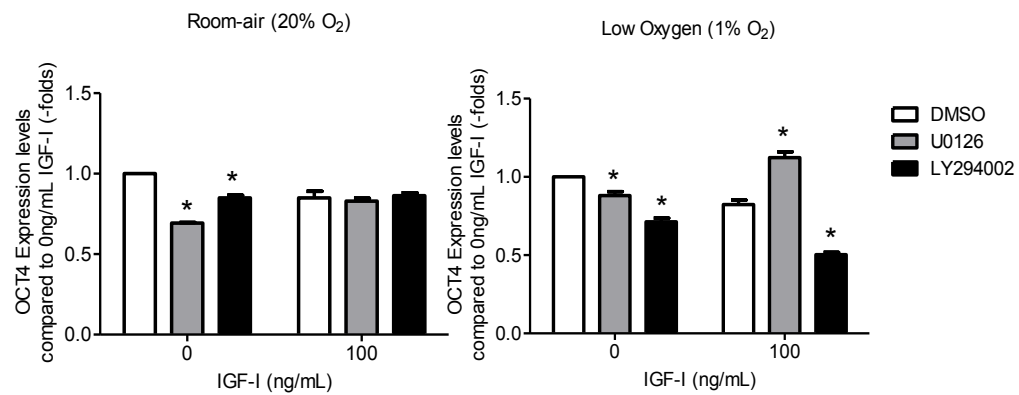 Room-air (20% O₂)
OCT4 Expression levels
compared to 0ng/mL IGF-I (-folds)
1.5
1.0
0.5
0.0
*
*
0
100
IGF-I (ng/mL)
Low Oxygen (1% O₂)
OCT4 Expression levels
compared to 0ng/mL IGF-I (-folds)
1.5
1.0
0.5
0.0
*
*
*
*
0
100
IGF-I (ng/mL)
DMSO
U0126
LY294002